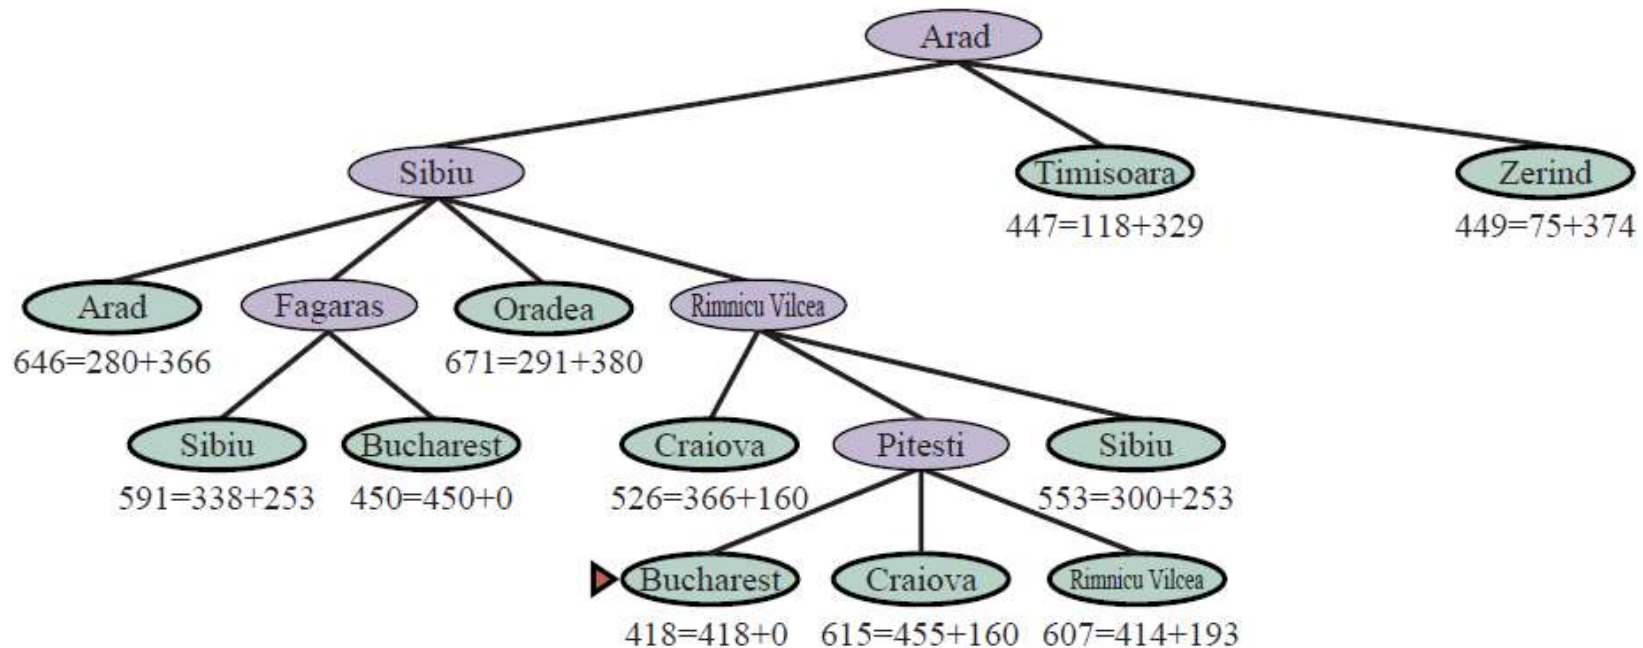 Arad
Sibiu
Timisoara
Zerind
447=118+329
449=75+374
Arad
Fagaras
Oradea
Rimnicu Vilcea
646=280+366
671=291+380
Sibiu
Bucharest
Craiova
Pitesti
Sibiu
591=338+253
450=450+0
526=366+160
553=300+253
Bucharest
Craiova
Rimnicu Vilcea
418=418+0
615=455+160
607=414+193